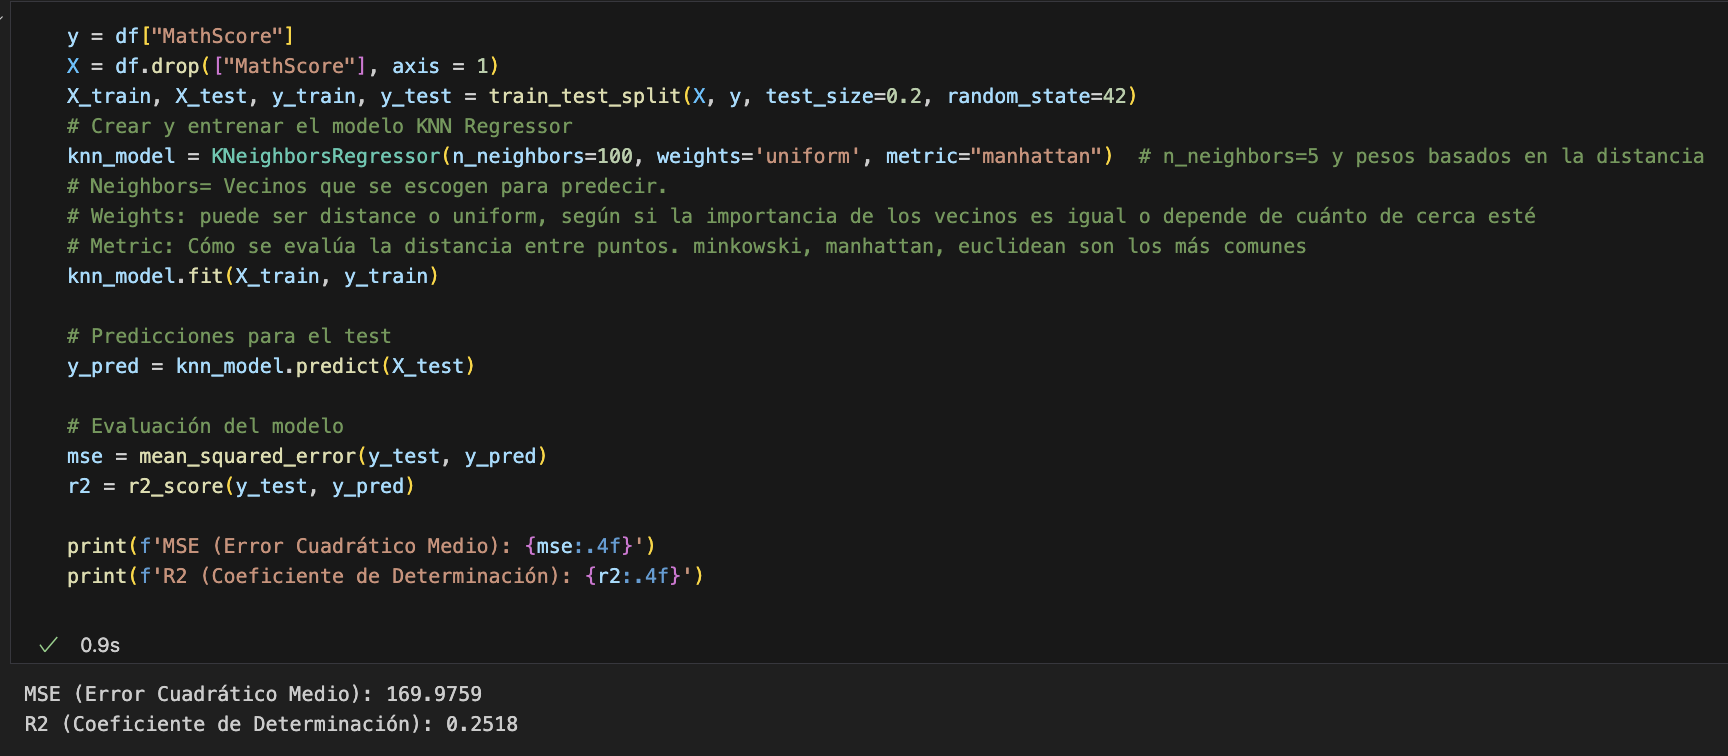 y = df["MathScore"]
X = df.drop(["MathScore"], axis = 1)
X_train, X_test, y_train, y_test = train_test_split(X, y, test_size=0.2, random_state=42)
# Crear y entrenar el modelo KNN Regressor
knn_model = KNeighborsRegressor(n_neighbors=100, weights='uniform', metric="manhattan")  # n_neighbors=5 y pesos basados en la distancia
# Neighbors= Vecinos que se escogen para predecir.
# Weights: puede ser distance o uniform, según si la importancia de los vecinos es igual o depende de cuánto de cerca esté
# Metric: Cómo se evalúa la distancia entre puntos. minkowski, manhattan, euclidean son los más comunes
knn_model.fit(X_train, y_train)
# Predicciones para el test
y_pred = knn_model.predict(X_test)
# Evaluación del modelo
mse = mean_squared_error(y_test, y_pred)
r2 = r2_score(y_test, y_pred)
print(f'MSE (Error Cuadrático Medio): {mse:.4f}')
print(f'R2 (Coeficiente de Determinación): {r2:.4f}')
✓ 0.9s
MSE (Error Cuadrático Medio): 169.9759
R2 (Coeficiente de Determinación): 0.2518